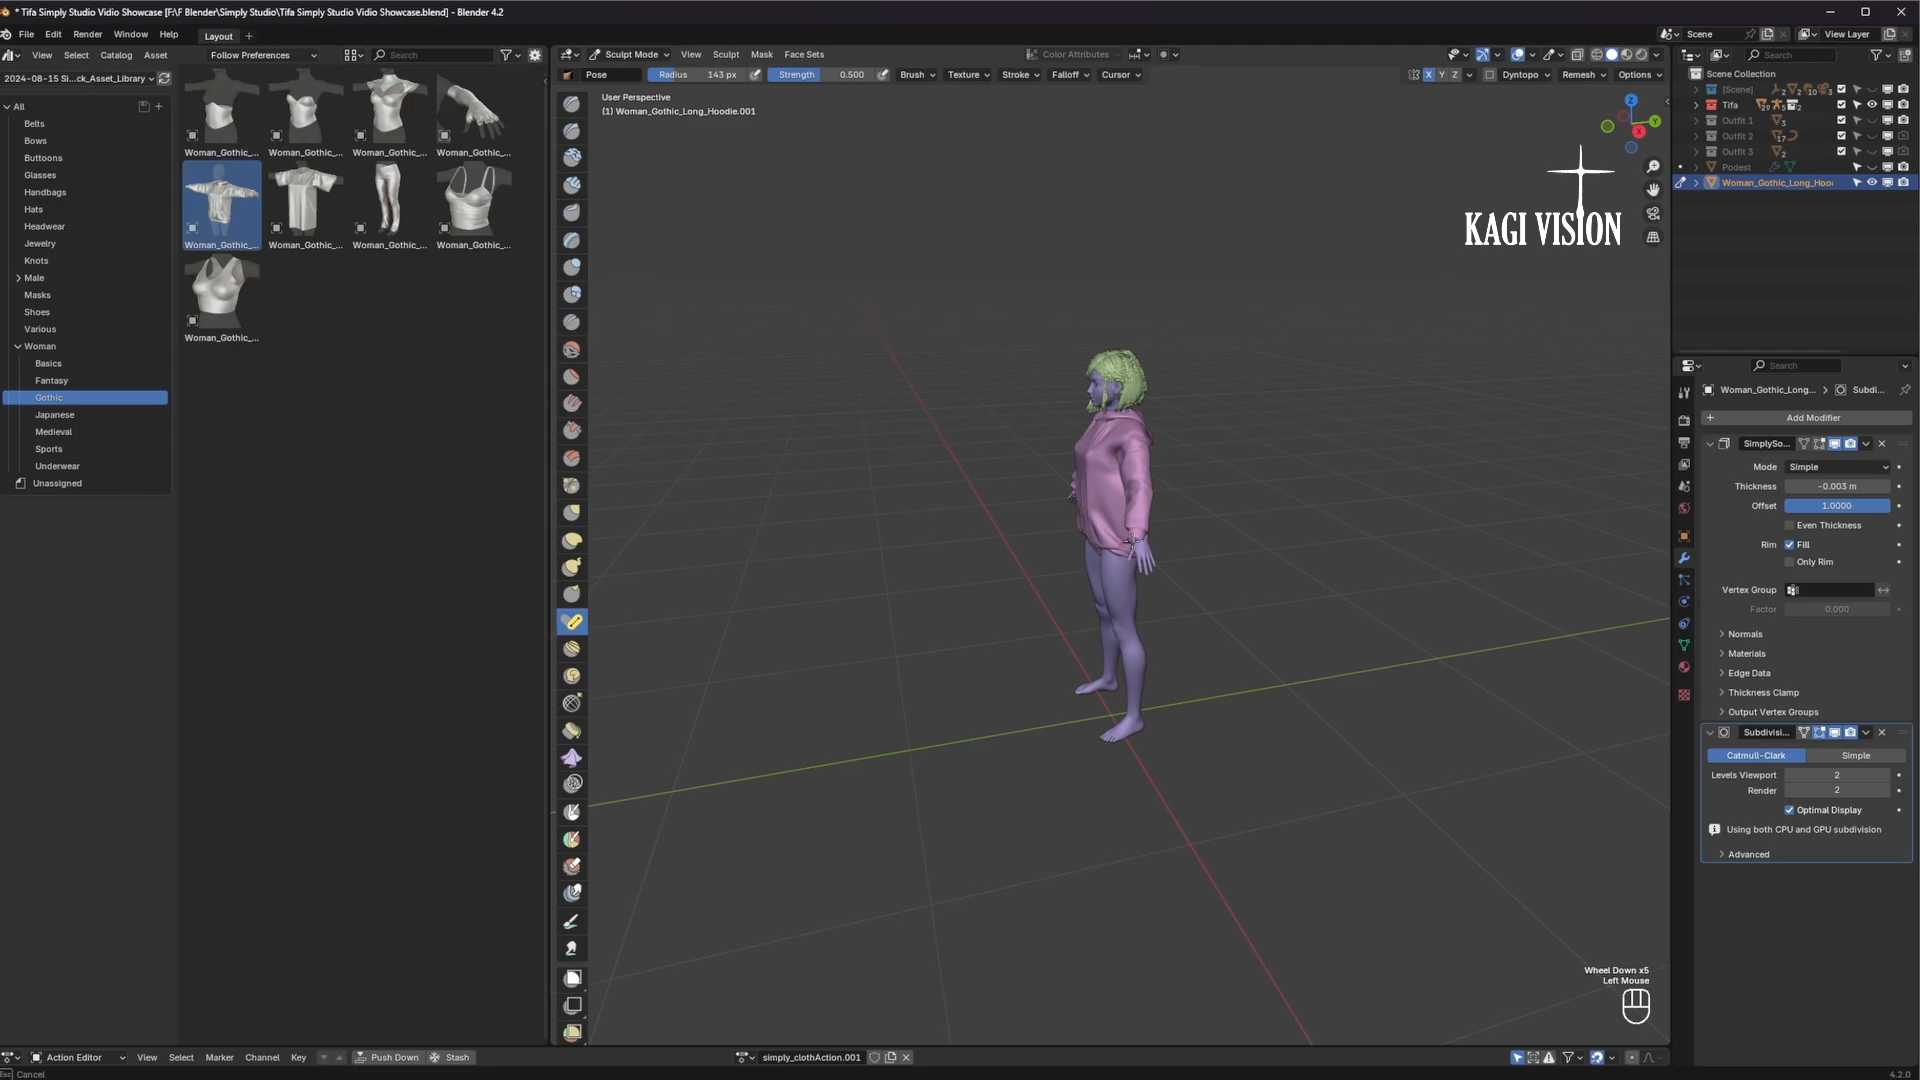 * Tifa Simply Studio Vidio Showcase [F:\F Blender\Simply Studio\Tifa Simply Studio Vidio Showcase.blend] - Blender 4.2
File Edit Render Window Help Layout + Scene View Layer
View Select Catalog Asset Follow Preferences Search
Sculpt Mode View Sculpt Mask Face Sets Color Attributes Search
2024-08-15 Si...ck_Asset_Library
Pose Radius 143 px Strength 0.500 Brush Texture Stroke Falloff Cursor X Y Z Dyntopo Remesh Options
Scene Collection
[Scene]
Tifa
Outfit 1
Outfit 2
Outfit 3
Podest
Woman_Gothic_Long_Hoo
All
Belts
Bows
Buttoons
Glasses
Handbags
Hats
Headwear
Jewelry
Knots
Male
Masks
Shoes
Various
Woman
Basics
Fantasy
Gothic
Japanese
Medieval
Sports
Underwear
Unassigned
Woman_Gothic_... Woman_Gothic_... Woman_Gothic_... Woman_Gothic_...
Woman_Gothic_... Woman_Gothic_... Woman_Gothic_... Woman_Gothic_...
Woman_Gothic_...
User Perspective
(1) Woman_Gothic_Long_Hoodie.001
Z
Y
X
KAGI VISION
Search
Woman_Gothic_Long... > Subdi...
+ Add Modifier
SimplySo...
Mode Simple
Thickness -0.003 m
Offset 1.0000
Even Thickness
Rim Fill
Only Rim
Vertex Group
Factor 0.000
Normals
Materials
Edge Data
Thickness Clamp
Output Vertex Groups
Subdivisi...
Catmull-Clark Simple
Levels Viewport 2
Render 2
Optimal Display
Using both CPU and GPU subdivision
Advanced
Wheel Down x5
Left Mouse
Action Editor View Select Marker Channel Key Push Down Stash simply_clothAction.001
Esc Cancel
4.2.0